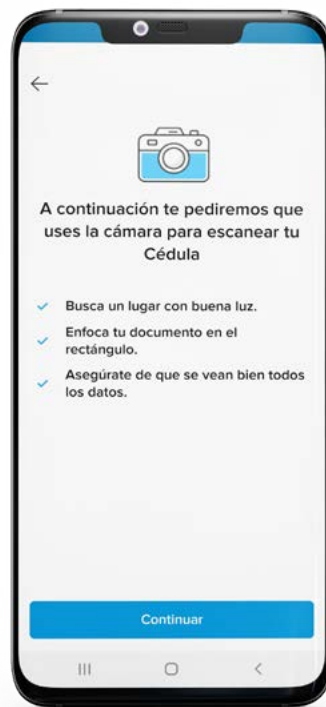 A continuación te pediremos que
uses la cámara para escanear tu
Cédula
Busca un lugar con buena luz.
Enfoca tu documento en el
rectángulo.
Asegúrate de que se vean bien todos
los datos.
Continuar